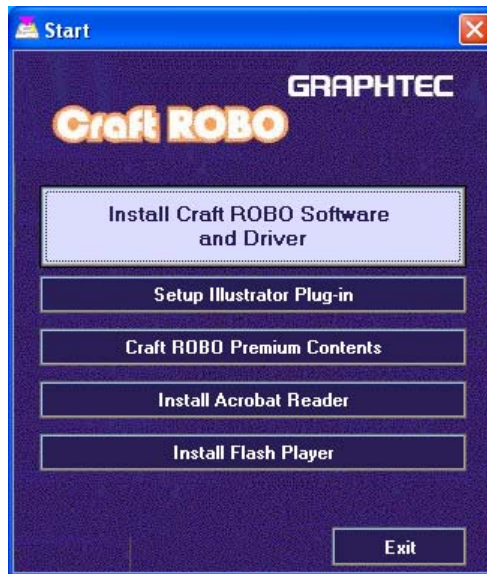 Start
GRAPHTEC
Craft ROBO
Install Craft ROBO Software
and Driver
Setup Illustrator Plug-in
Craft ROBO Premium Contents
Install Acrobat Reader
Install Flash Player
Exit